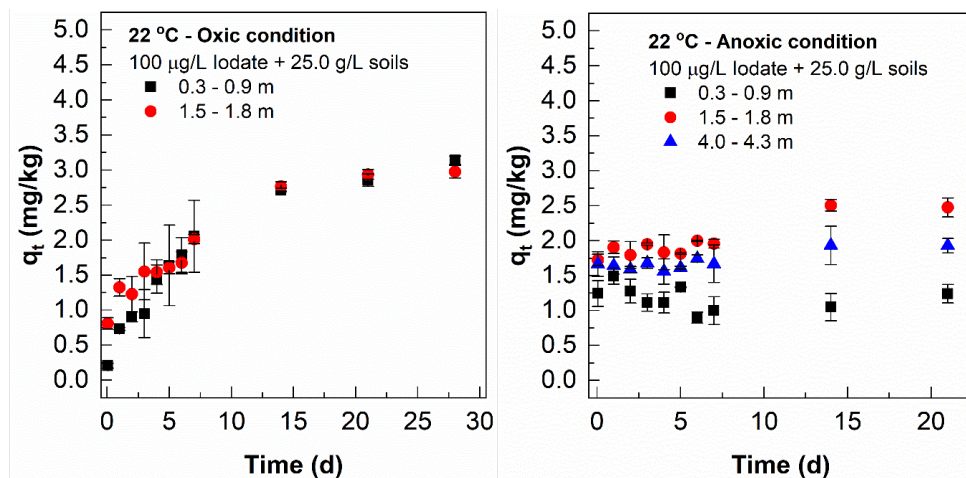 22 °C - Oxic condition
100 μg/L Iodate + 25.0 g/L soils
0.3 - 0.9 m
1.5 - 1.8 m
5.0
4.5
4.0
3.5
3.0
2.5
2.0
1.5
1.0
0.5
0.0
qt (mg/kg)
0 5 10 15 20 25 30
Time (d)
22 °C - Anoxic condition
100 μg/L Iodate + 25.0 g/L soils
0.3 - 0.9 m
1.5 - 1.8 m
4.0 - 4.3 m
5.0
4.5
4.0
3.5
3.0
2.5
2.0
1.5
1.0
0.5
0.0
qt (mg/kg)
0 5 10 15 20
Time (d)